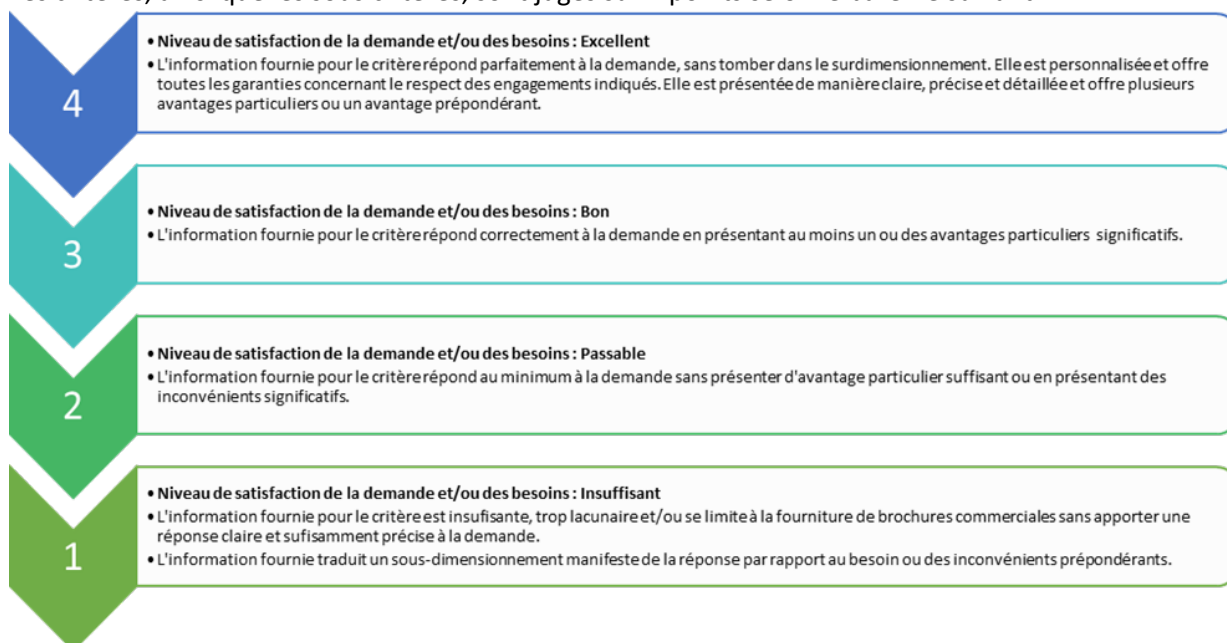 4
• Niveau de satisfaction de la demande et/ou des besoins : Excellent
• L'information fournie pour le critère répond parfaitement à la demande, sans tomber dans le surdimensionnement. Elle est personnalisée et offre
toutes les garanties concernant le respect des engagements indiqués. Elle est présentée de manière claire, précise et détaillée et offre plusieurs
avantages particuliers ou un avantage prépondérant.
3
• Niveau de satisfaction de la demande et/ou des besoins : Bon
• L'information fournie pour le critère répond correctement à la demande en présentant au moins un ou des avantages particuliers significatifs.
2
• Niveau de satisfaction de la demande et/ou des besoins : Passable
• L'information fournie pour le critère répond au minimum à la demande sans présenter d'avantage particulier suffisant ou en présentant des
inconvénients significatifs.
1
• Niveau de satisfaction de la demande et/ou des besoins : Insuffisant
• L'information fournie pour le critère est insufisante, trop lacunaire et/ou se limite à la fourniture de brochures commerciales sans apporter une
réponse claire et sufisamment précise à la demande.
• L'information fournie traduit un sous-dimensionnement manifeste de la réponse par rapport au besoin ou des inconvénients prépondérants.